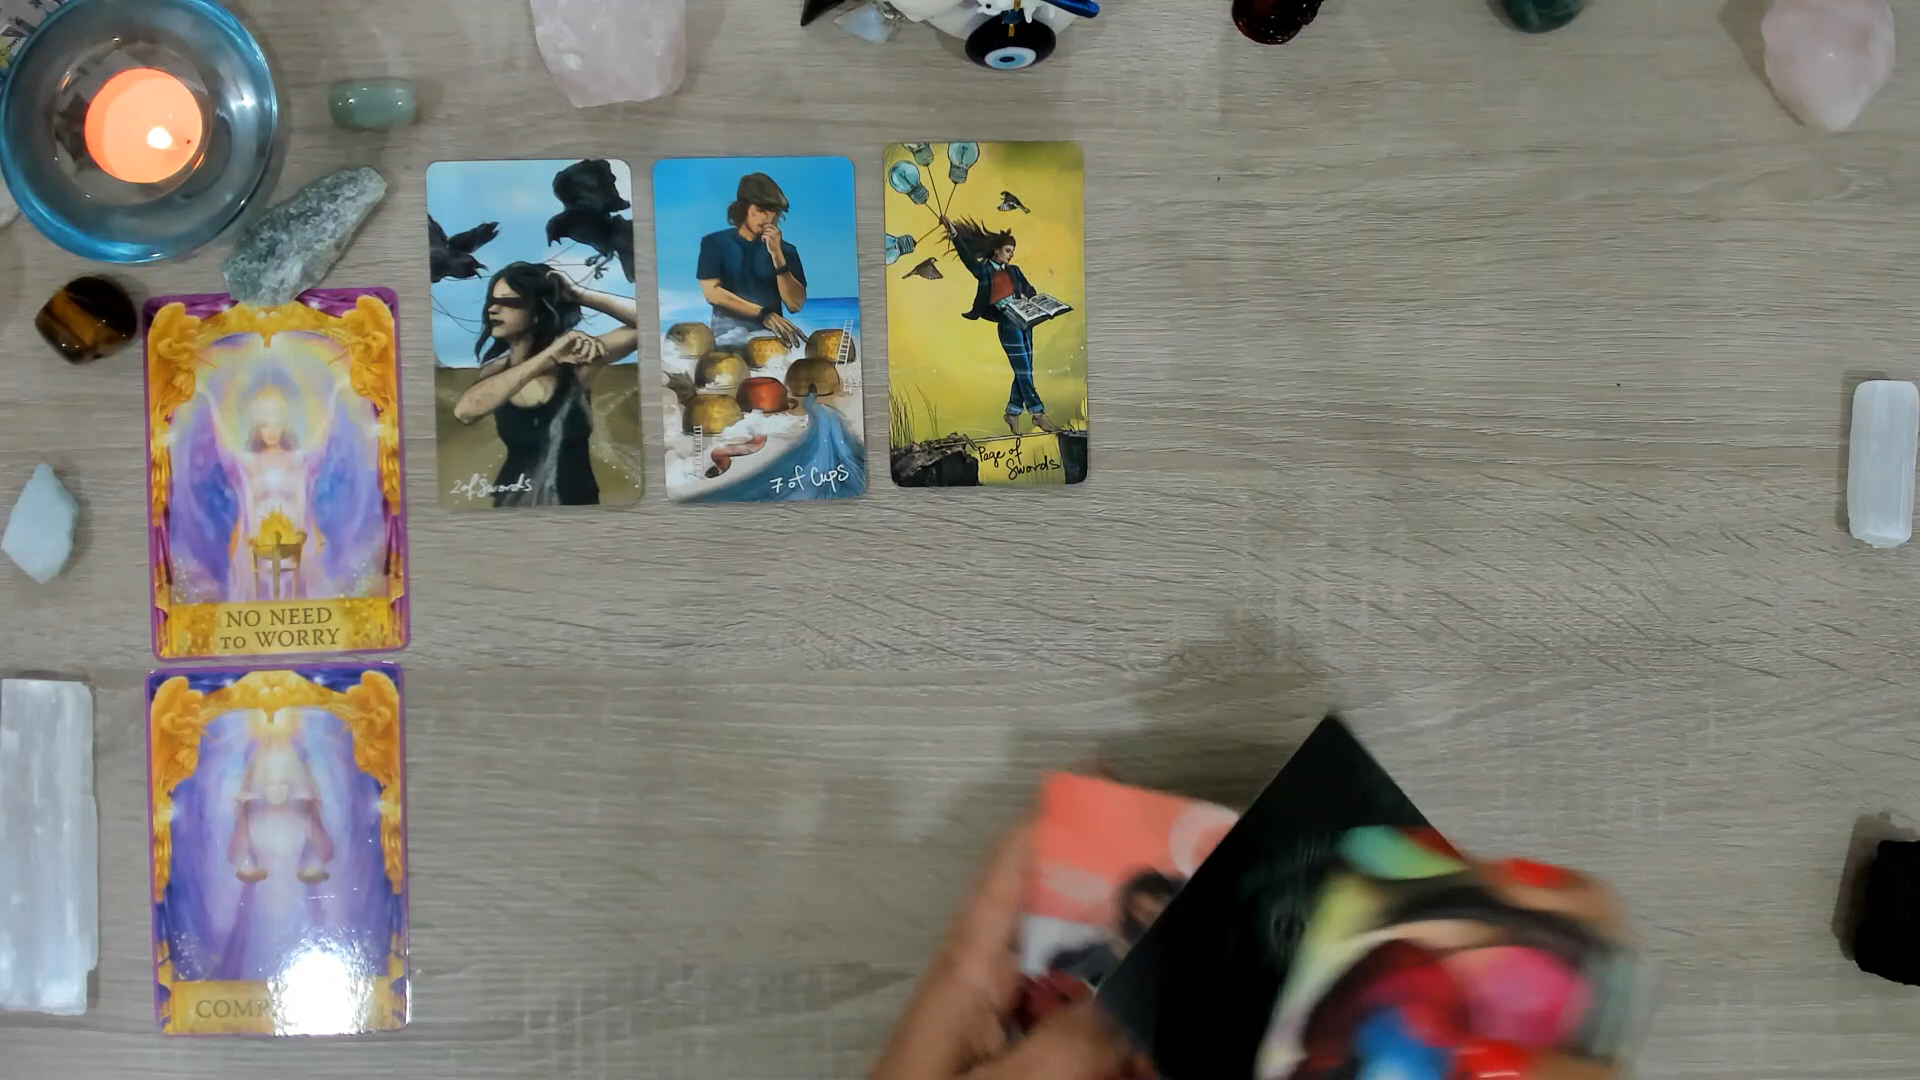 2 of Swords
7 of Cups
Page of
Swords
NO NEED
TO WORRY